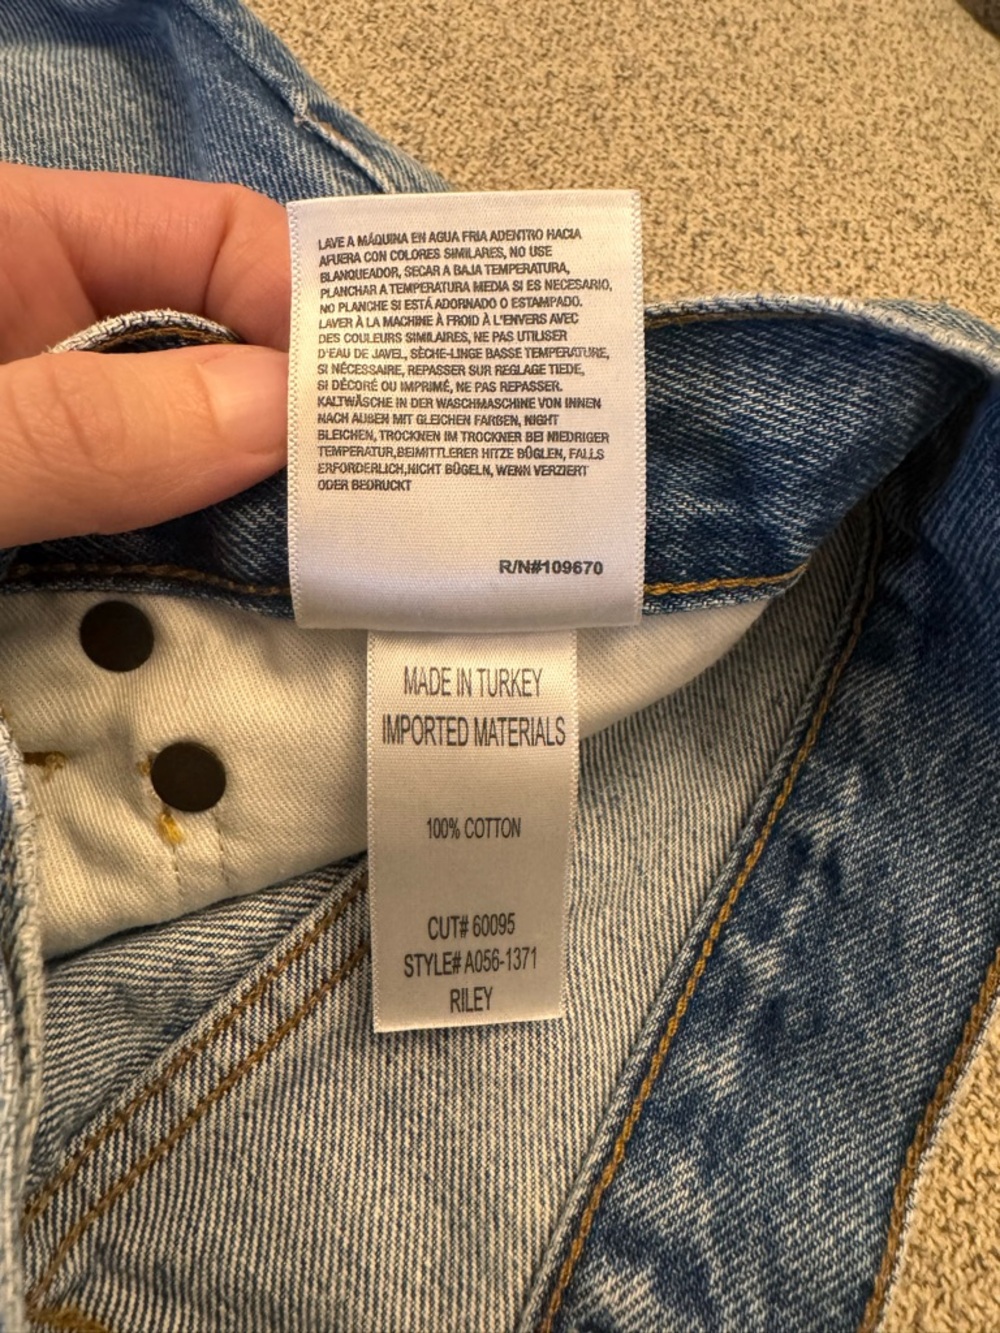 LAVE A MÁQUINA EN AGUA FRIA ADENTRO HACIA
AFUERA CON COLORES SIMILARES, NO USE
BLANQUEADOR, SECAR A BAJA TEMPERATURA,
PLANCHAR A TEMPERATURA MEDIA SI ES NECESARIO,
NO PLANCHE SI ESTÁ ADORNADO O ESTAMPADO.
LAVER À LA MACHINE À FROID À L'ENVERS AVEC
DES COULEURS SIMILAIRES, NE PAS UTILISER
D'EAU DE JAVEL, SÈCHE-LINGE BASSE TEMPERATURE,
SI NÉCESSAIRE, REPASSER SUR REGLAGE TIEDE,
SI DÉCORÉ OU IMPRIMÉ, NE PAS REPASSER.
KALTWÄSCHE IN DER WASCHMASCHINE VON INNEN
NACH AUßEN MIT GLEICHEN FARBEN, NIGHT
BLEICHEN, TROCKNEN IM TROCKNER BEI NIEDRIGER
TEMPERATUR,BEIMITTLERER HITZE BÜGLEN, FALLS
ERFORDERLICH,NICHT BÜGELN, WENN VERZIERT
ODER BEDRUCKT
R/N#109670
MADE IN TURKEY
IMPORTED MATERIALS
100% COTTON
CUT# 60095
STYLE# A056-1371
RILEY